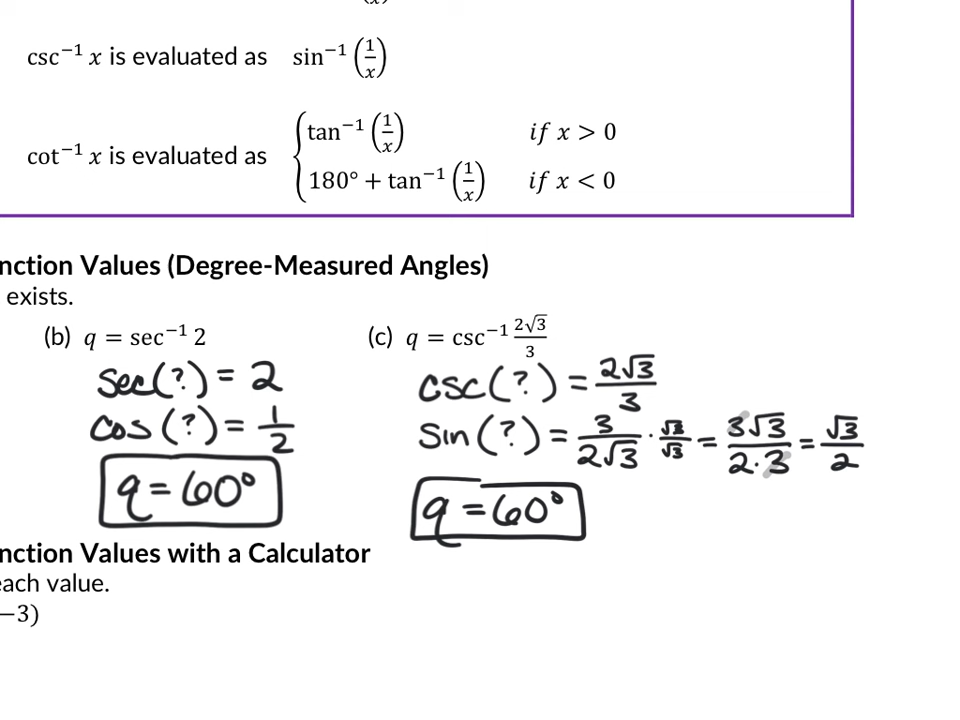 csc⁻¹ x is evaluated as sin⁻¹ (1/x)
cot⁻¹ x is evaluated as { tan⁻¹ (1/x) if x > 0
180° + tan⁻¹ (1/x) if x < 0
nction Values (Degree-Measured Angles)
exists.
(b) q = sec⁻¹ 2 (c) q = csc⁻¹ 2√3/3
sec(?) = 2 csc(?) = 2√3/3
cos(?) = 1/2 sin(?) = 3/2√3 · √3/√3 = 3√3/2·3 = √3/2
q = 60° q = 60°
nction Values with a Calculator
each value.
−3)